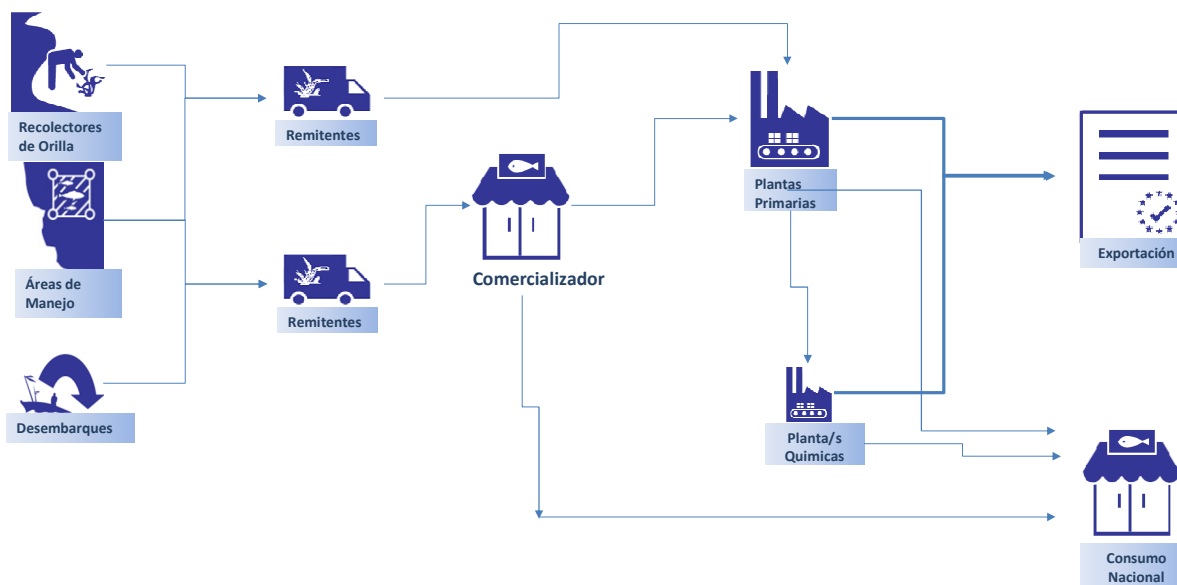 Recolectores
de Orilla
Remitentes
Plantas
Primarias
Exportación
Áreas de
Manejo
Comercializador
Remitentes
Desembarques
Planta/s
Quimicas
Consumo
Nacional